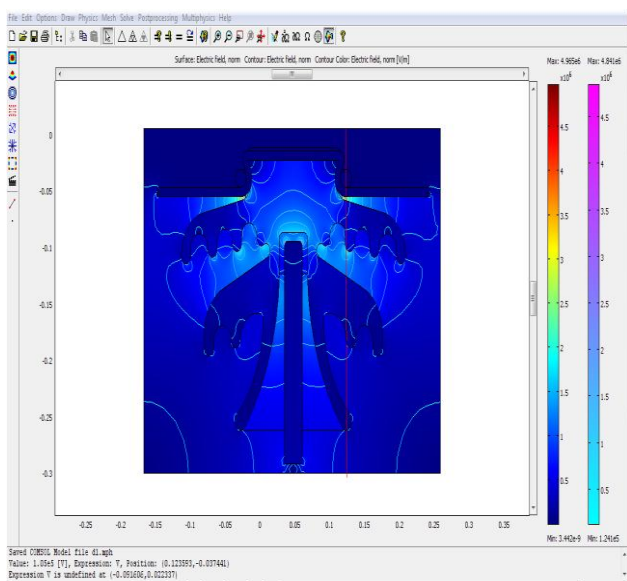 File Edit Options Draw Physics Mesh Solve Postprocessing Multiphysics Help
Surface: Electric field, norm Contour: Electric field, norm Contour Color: Electric field, norm [V/m]
Max: 4.965e6 Max: 4.841e6
x10⁶ x10⁶
4.5
4
3.5
3
2.5
2
1.5
1
0.5
4.5
4
3.5
3
2.5
2
1.5
1
0.5
Min: 3.442e-9 Min: 1.241e5
0
-0.05
-0.1
-0.15
-0.2
-0.25
-0.3
-0.25 -0.2 -0.15 -0.1 -0.05 0 0.05 0.1 0.15 0.2 0.25 0.3 0.35
Saved COMSOL Model file d1.mph
Value: 1.05e5 [V], Expression: V, Position: (0.123593,-0.037441)
Expression V is undefined at (-0.091606,0.022337)